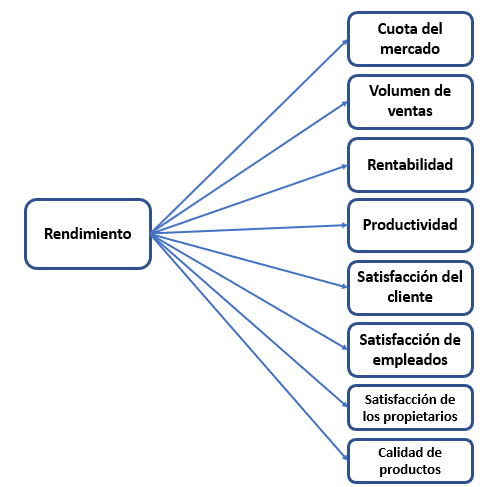 Cuota del
mercado
Volumen de
ventas
Rentabilidad
Rendimiento
Productividad
Satisfacción del
cliente
Satisfacción de
empleados
Satisfacción de
los propietarios
Calidad de
productos